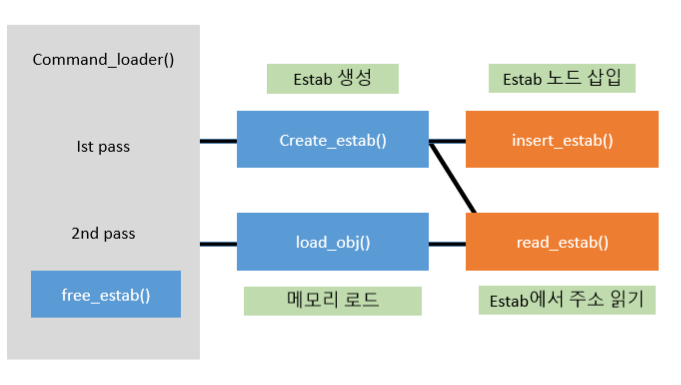 Command_loader()
Estab 생성
Estab 노드 삽입
Ist pass
Create_estab()
insert_estab()
2nd pass
load_obj()
read_estab()
free_estab()
메모리 로드
Estab에서 주소 읽기